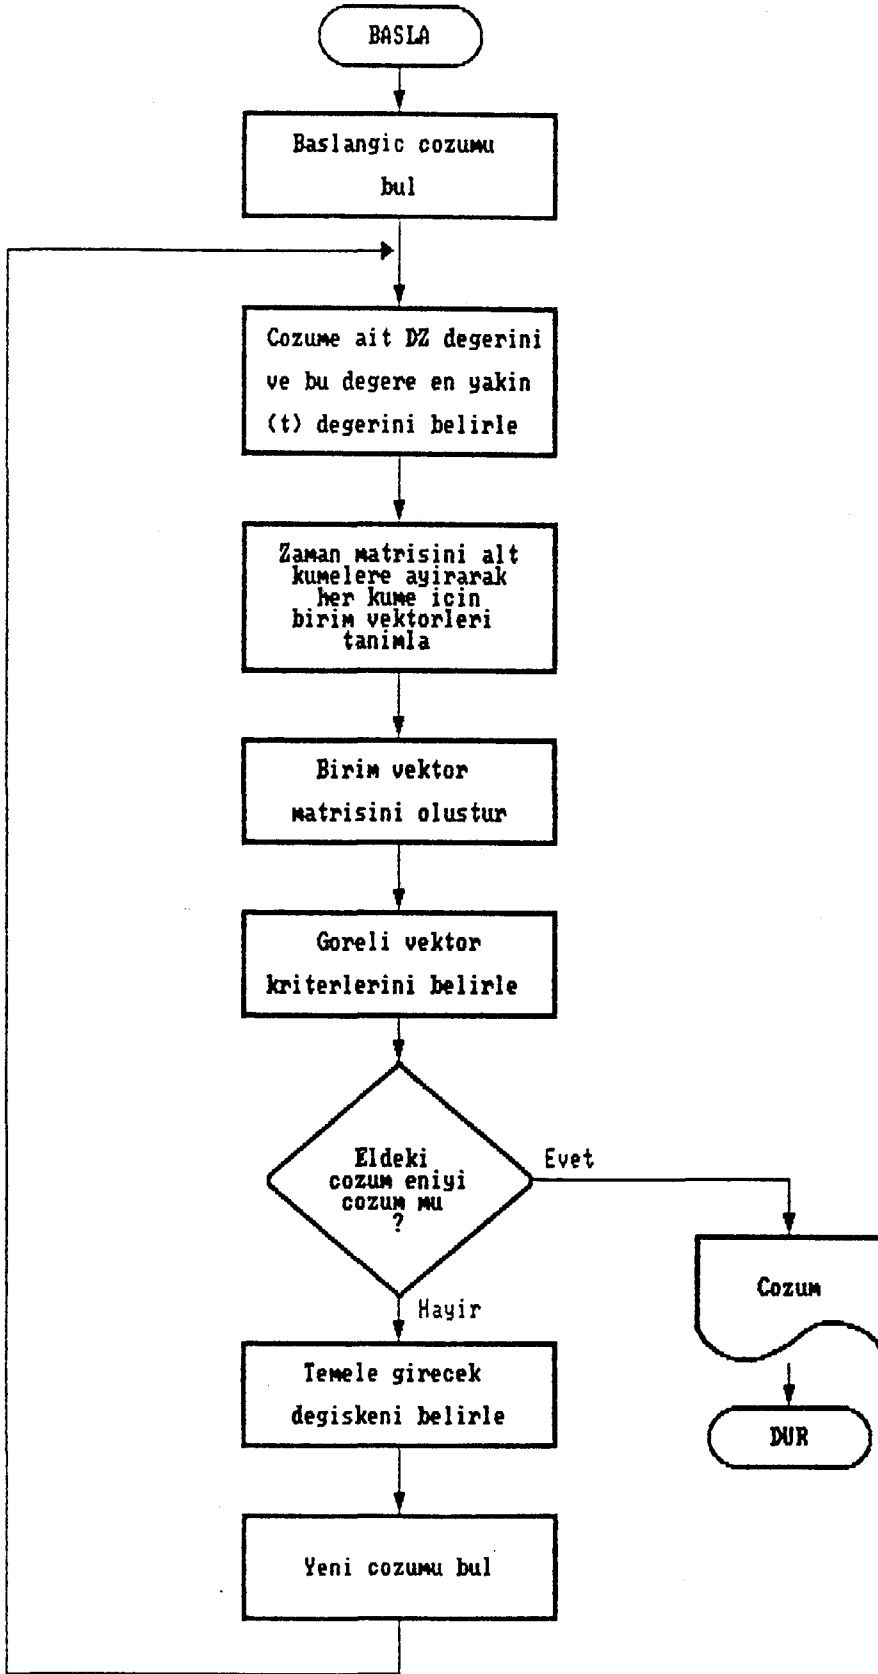 BASLA
Baslangic cozumu
bul
Cozume ait DZ degerini
ve bu degere en yakin
(t) degerini belirle
Zaman matrisini alt
kumelere ayirarak
her kume icin
birim vektorleri
tanimla
Birim vektor
matrisini olustur
Goreli vektor
kriterlerini belirle
Eldeki
cozum eniyi
cozum mu
?
Evet
Cozum
DUR
Hayir
Temele girecek
degiskeni belirle
Yeni cozumu bul